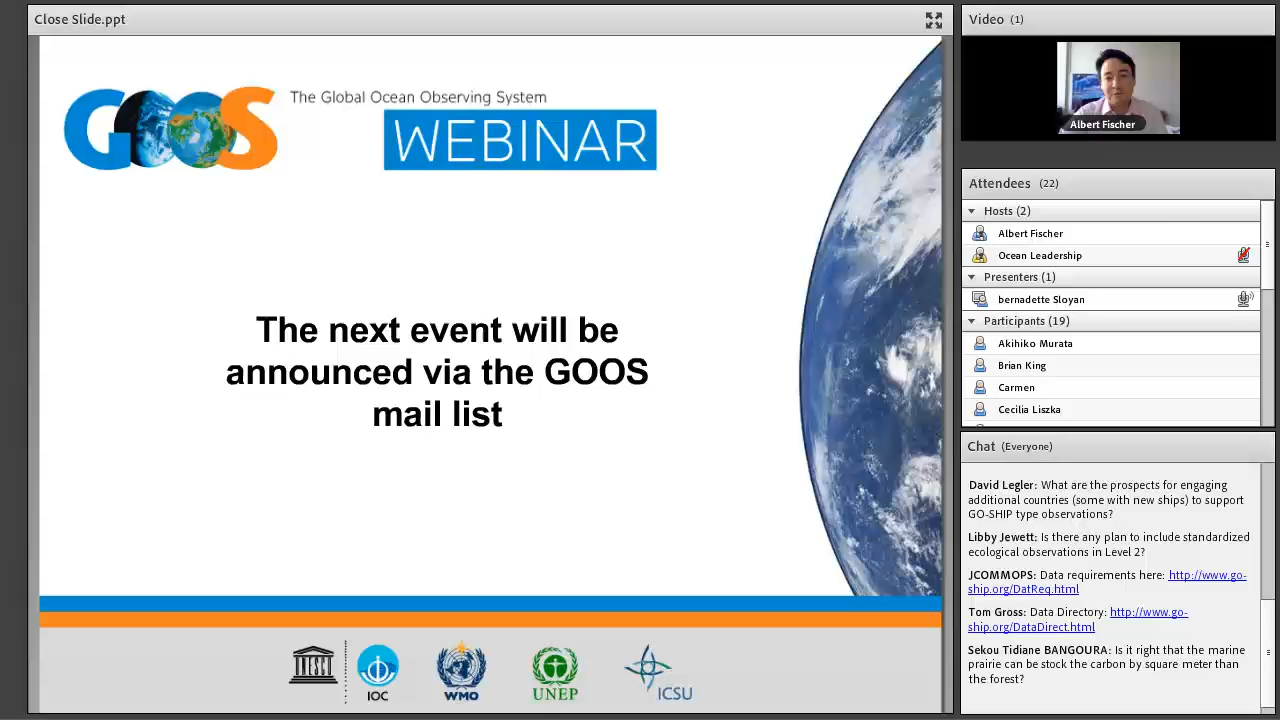 Close Slide.ppt
GOOS
The Global Ocean Observing System
WEBINAR
The next event will be
announced via the GOOS
mail list
UNESCO
IOC
WMO
UNEP
ICSU
Video (1)
Albert Fischer
Attendees (22)
Hosts (2)
Albert Fischer
Ocean Leadership
Presenters (1)
bernadette Sloyan
Participants (19)
Akihiko Murata
Brian King
Carmen
Cecilia Liszka
Chat (Everyone)
David Legler: What are the prospects for engaging
additional countries (some with new ships) to support
GO-SHIP type observations?
Libby Jewett: Is there any plan to include standardized
ecological observations in Level 2?
JCOMMOPS: Data requirements here: http://www.go-
ship.org/DatReq.html
Tom Gross: Data Directory: http://www.go-
ship.org/DataDirect.html
Sekou Tidiane BANGOURA: Is it right that the marine
prairie can be stock the carbon by square meter than
the forest?